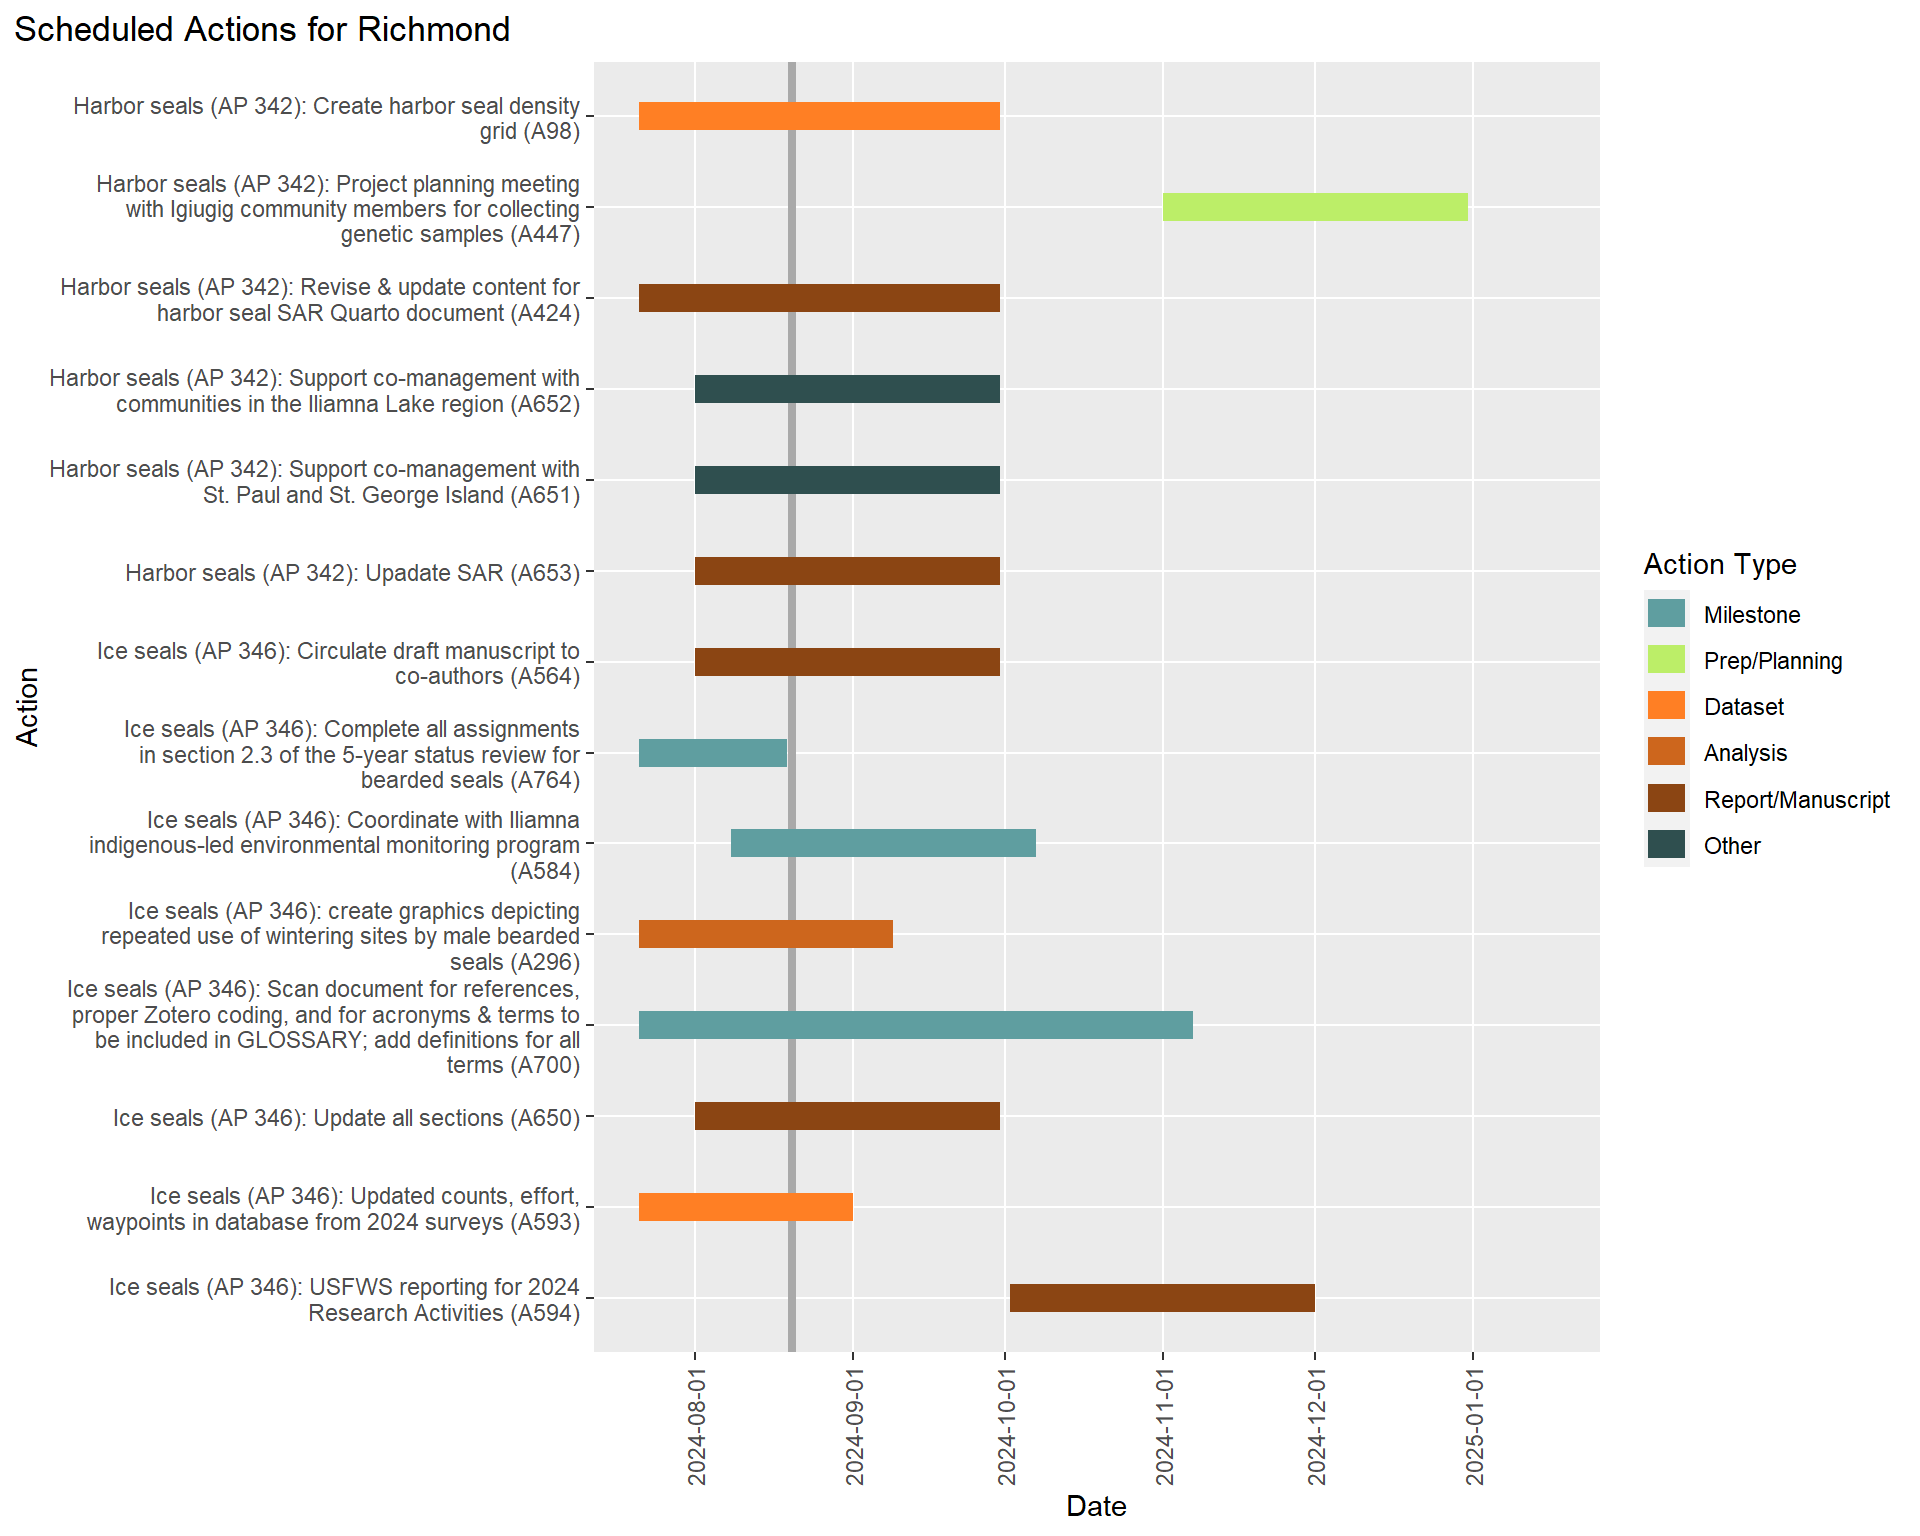 Scheduled Actions for Richmond
Harbor seals (AP 342): Create harbor seal density
grid (A98)
Harbor seals (AP 342): Project planning meeting
with Igiugig community members for collecting
genetic samples (A447)
Harbor seals (AP 342): Revise & update content for
harbor seal SAR Quarto document (A424)
Harbor seals (AP 342): Support co-management with
communities in the Iliamna Lake region (A652)
Harbor seals (AP 342): Support co-management with
St. Paul and St. George Island (A651)
Harbor seals (AP 342): Upadate SAR (A653)
Ice seals (AP 346): Circulate draft manuscript to
co-authors (A564)
Ice seals (AP 346): Complete all assignments
in section 2.3 of the 5-year status review for
bearded seals (A764)
Ice seals (AP 346): Coordinate with Iliamna
indigenous-led environmental monitoring program
(A584)
Ice seals (AP 346): create graphics depicting
repeated use of wintering sites by male bearded
seals (A296)
Ice seals (AP 346): Scan document for references,
proper Zotero coding, and for acronyms & terms to
be included in GLOSSARY; add definitions for all
terms (A700)
Ice seals (AP 346): Update all sections (A650)
Ice seals (AP 346): Updated counts, effort,
waypoints in database from 2024 surveys (A593)
Ice seals (AP 346): USFWS reporting for 2024
Research Activities (A594)
Action
2024-08-01
2024-09-01
2024-10-01
2024-11-01
2024-12-01
2025-01-01
Date
Action Type
Milestone
Prep/Planning
Dataset
Analysis
Report/Manuscript
Other